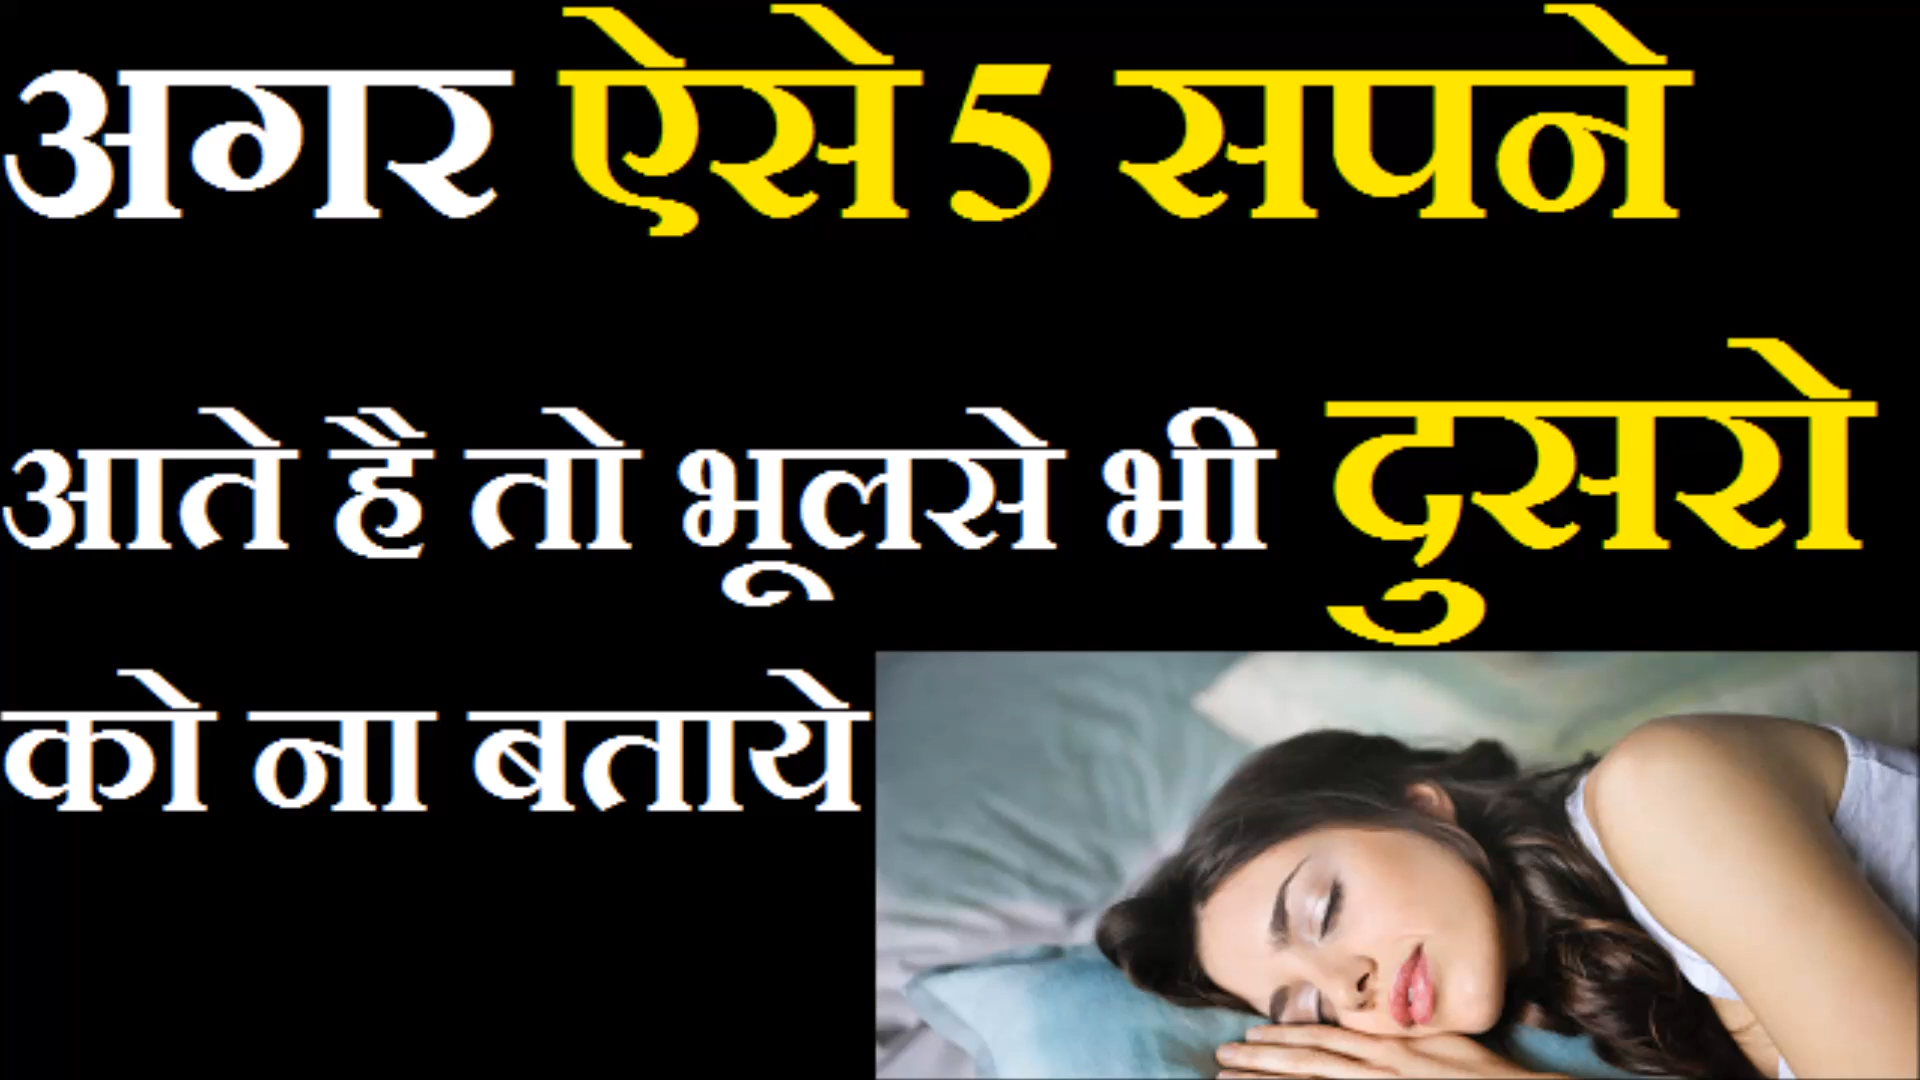 अगर ऐसे 5 सपने
आते है तो भूलसे भी दुसरो
को ना बताये